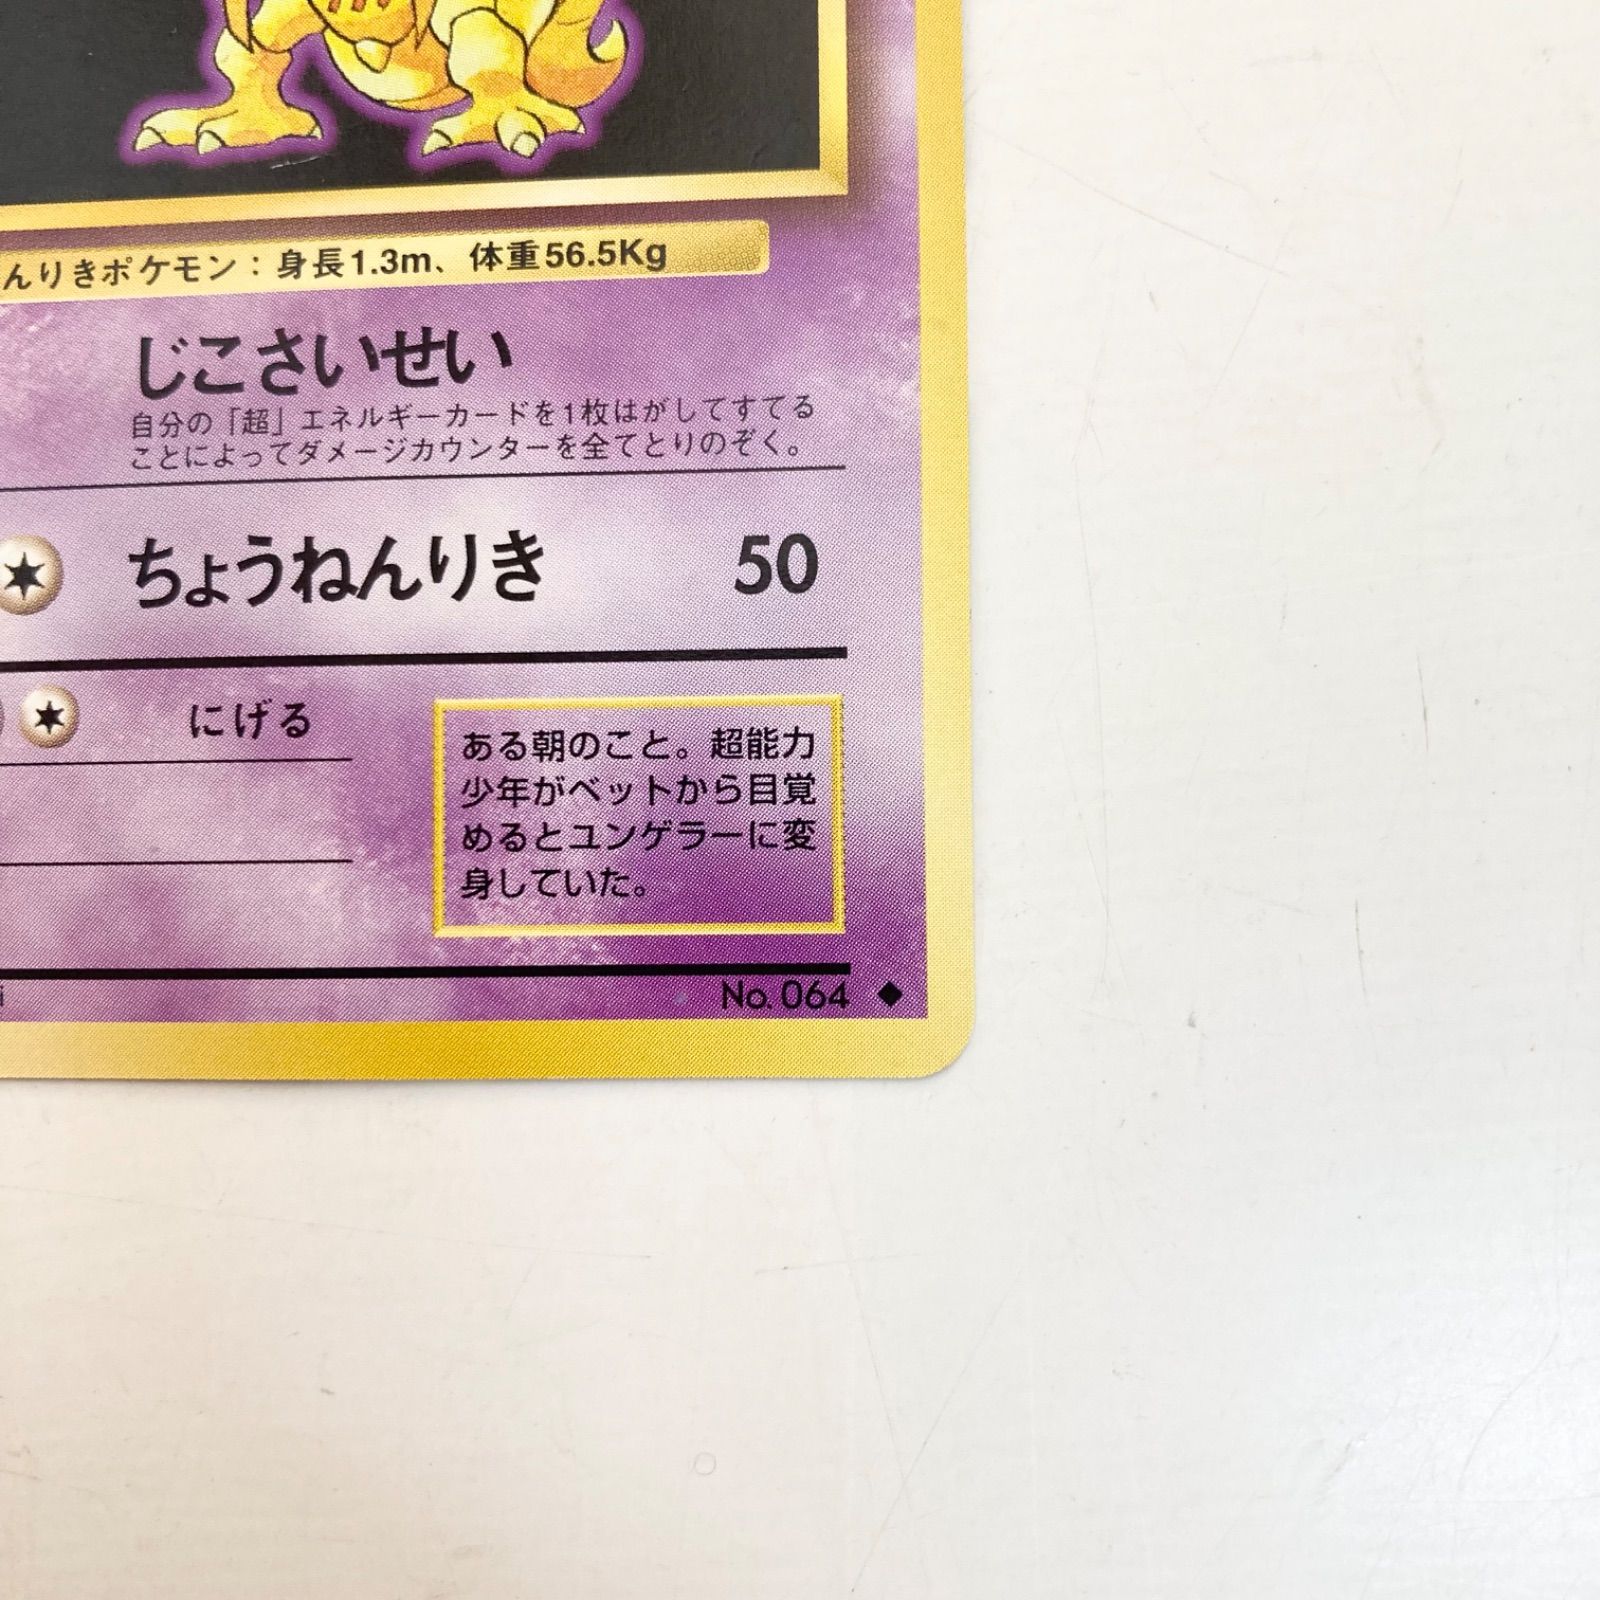 んりきポケモン：身長1.3m、体重56.5Kg
じこさいせい
自分の「超」エネルギーカードを1枚はがしてすてる
ことによってダメージカウンターを全てとりのぞく。
ちょうねんりき 50
にげる
ある朝のこと。超能力
少年がベットから目覚
めるとユンゲラーに変
身していた。
i No. 064 ◆